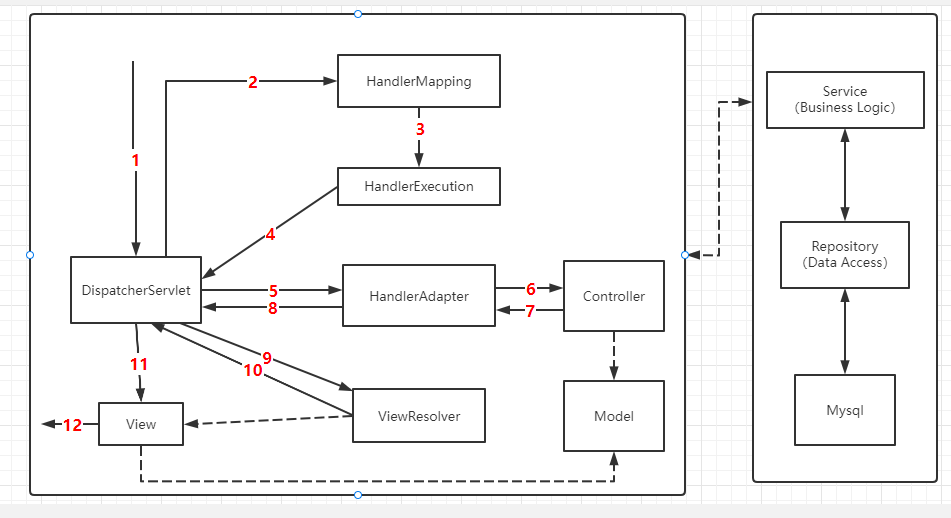 2
HandlerMapping
Service
(Business Logic)
3
1
HandlerExecution
4
Repository
(Data Access)
DispatcherServlet
5
8
HandlerAdapter
6
7
Controller
11
9
10
ViewResolver
Model
Mysql
12
View